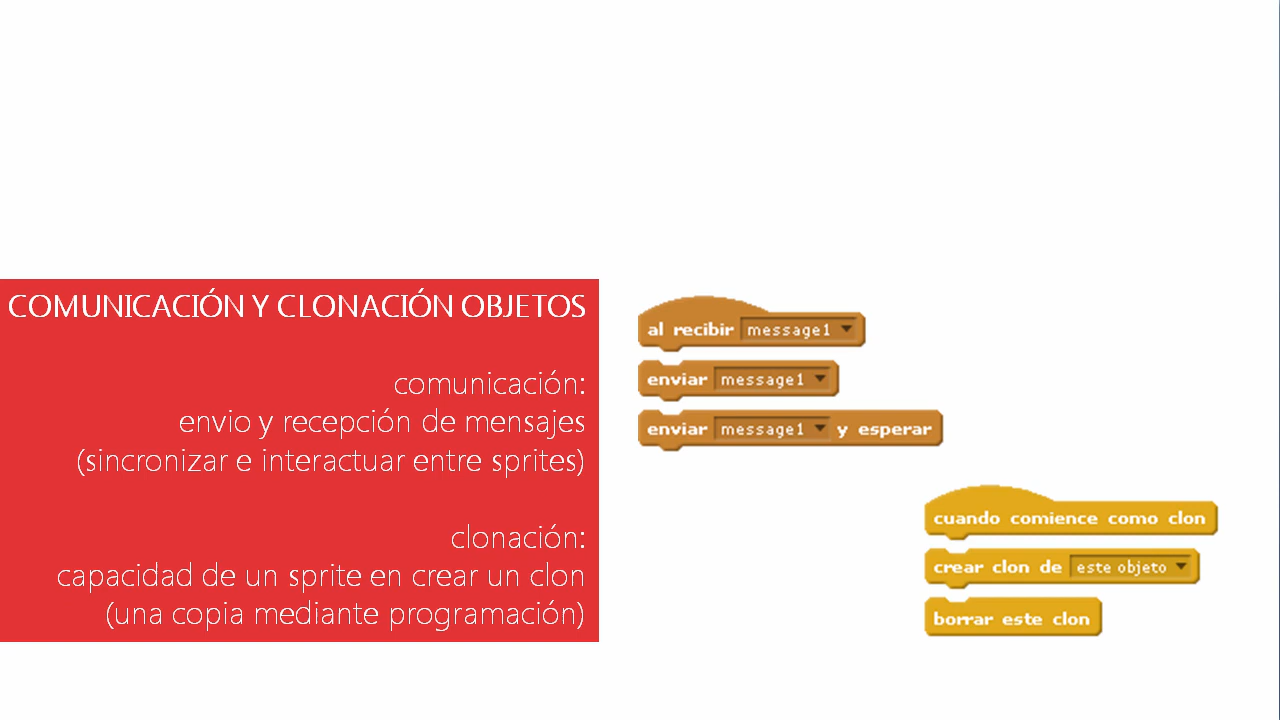 COMUNICACIÓN Y CLONACIÓN OBJETOS
comunicación:
envio y recepción de mensajes
(sincronizar e interactuar entre sprites)
clonación:
capacidad de un sprite en crear un clon
(una copia mediante programación)
al recibir message1
enviar message1
enviar message1 y esperar
cuando comience como clon
crear clon de este objeto
borrar este clon